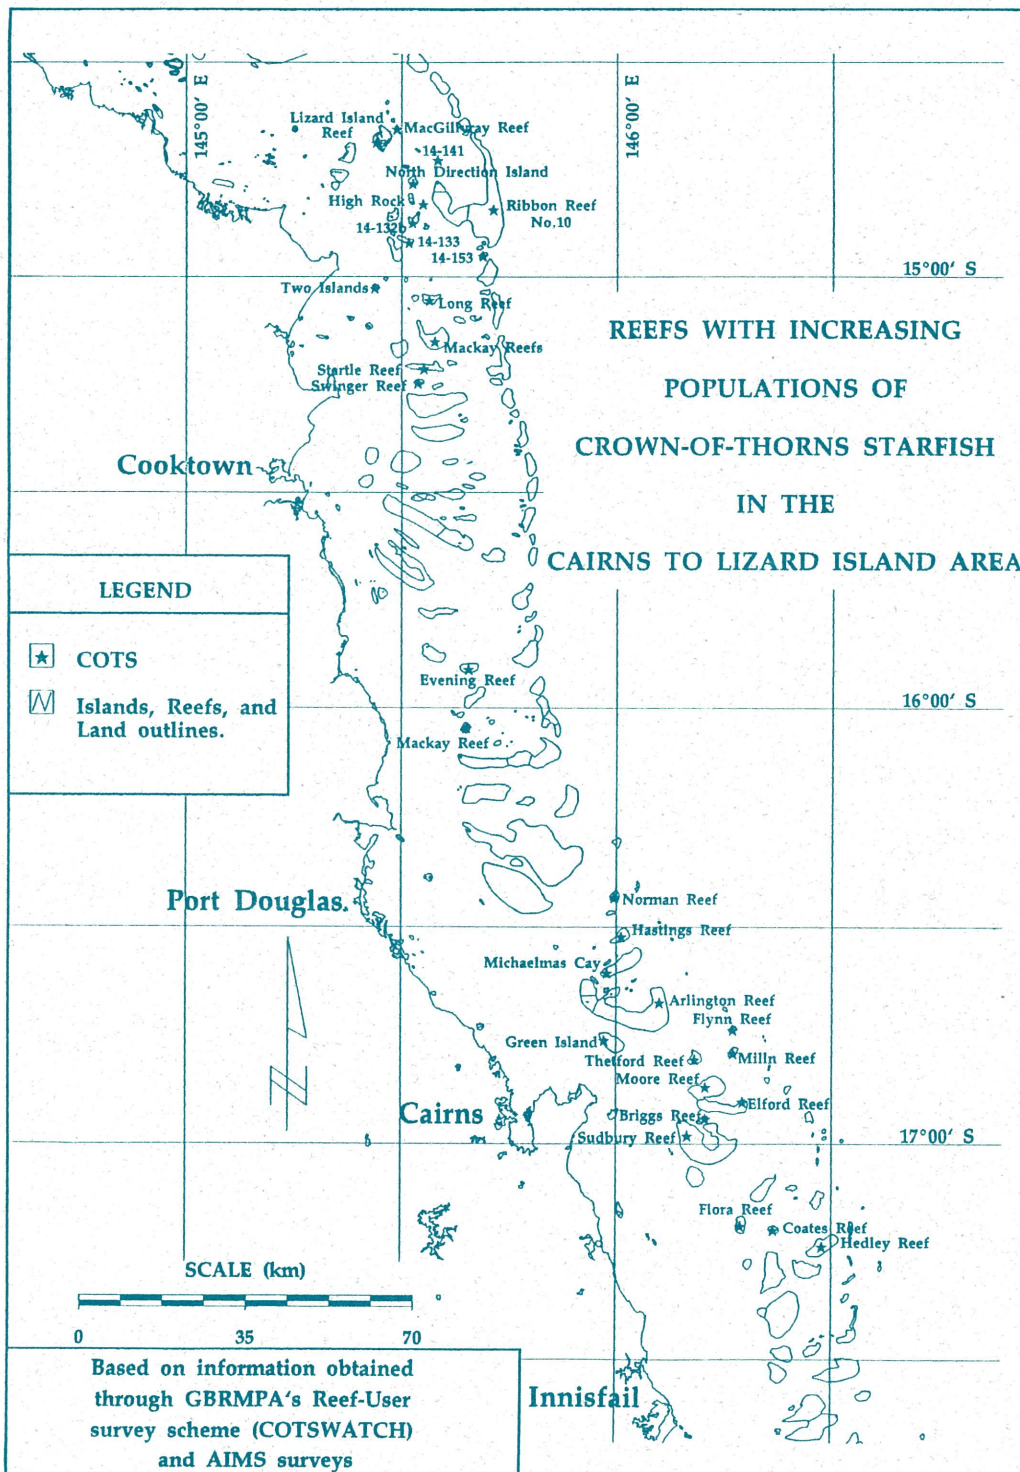 145°00' E
146°00' E
Lizard Island
Reef
MacGillivray Reef
14-141
North Direction Island
High Rock
Ribbon Reef
No.10
14-132b
14-133
14-153
15°00' S
Two Islands
Long Reef
Mackay Reefs
Startle Reef
Swinger Reef
REEFS WITH INCREASING
POPULATIONS OF
CROWN-OF-THORNS STARFISH
IN THE
CAIRNS TO LIZARD ISLAND AREA
Cooktown
LEGEND
COTS
Islands, Reefs, and
Land outlines.
Evening Reef
16°00' S
Mackay Reef
Port Douglas.
Norman Reef
Hastings Reef
Michaelmas Cay
Arlington Reef
Flynn Reef
Green Island
Thetford Reef
Milln Reef
Moore Reef
Elford Reef
Cairns
Briggs Reef
Sudbury Reef
17°00' S
Flora Reef
Coates Reef
Hedley Reef
SCALE (km)
0 35 70
Based on information obtained
through GBRMPA's Reef-User
survey scheme (COTSWATCH)
and AIMS surveys
Innisfail
N